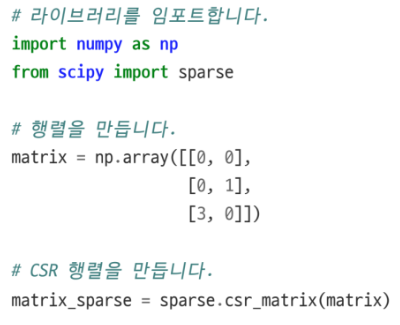 # 라이브러리를 임포트합니다.
import numpy as np
from scipy import sparse
# 행렬을 만듭니다.
matrix = np.array([[0, 0],
[0, 1],
[3, 0]])
# CSR 행렬을 만듭니다.
matrix_sparse = sparse.csr_matrix(matrix)